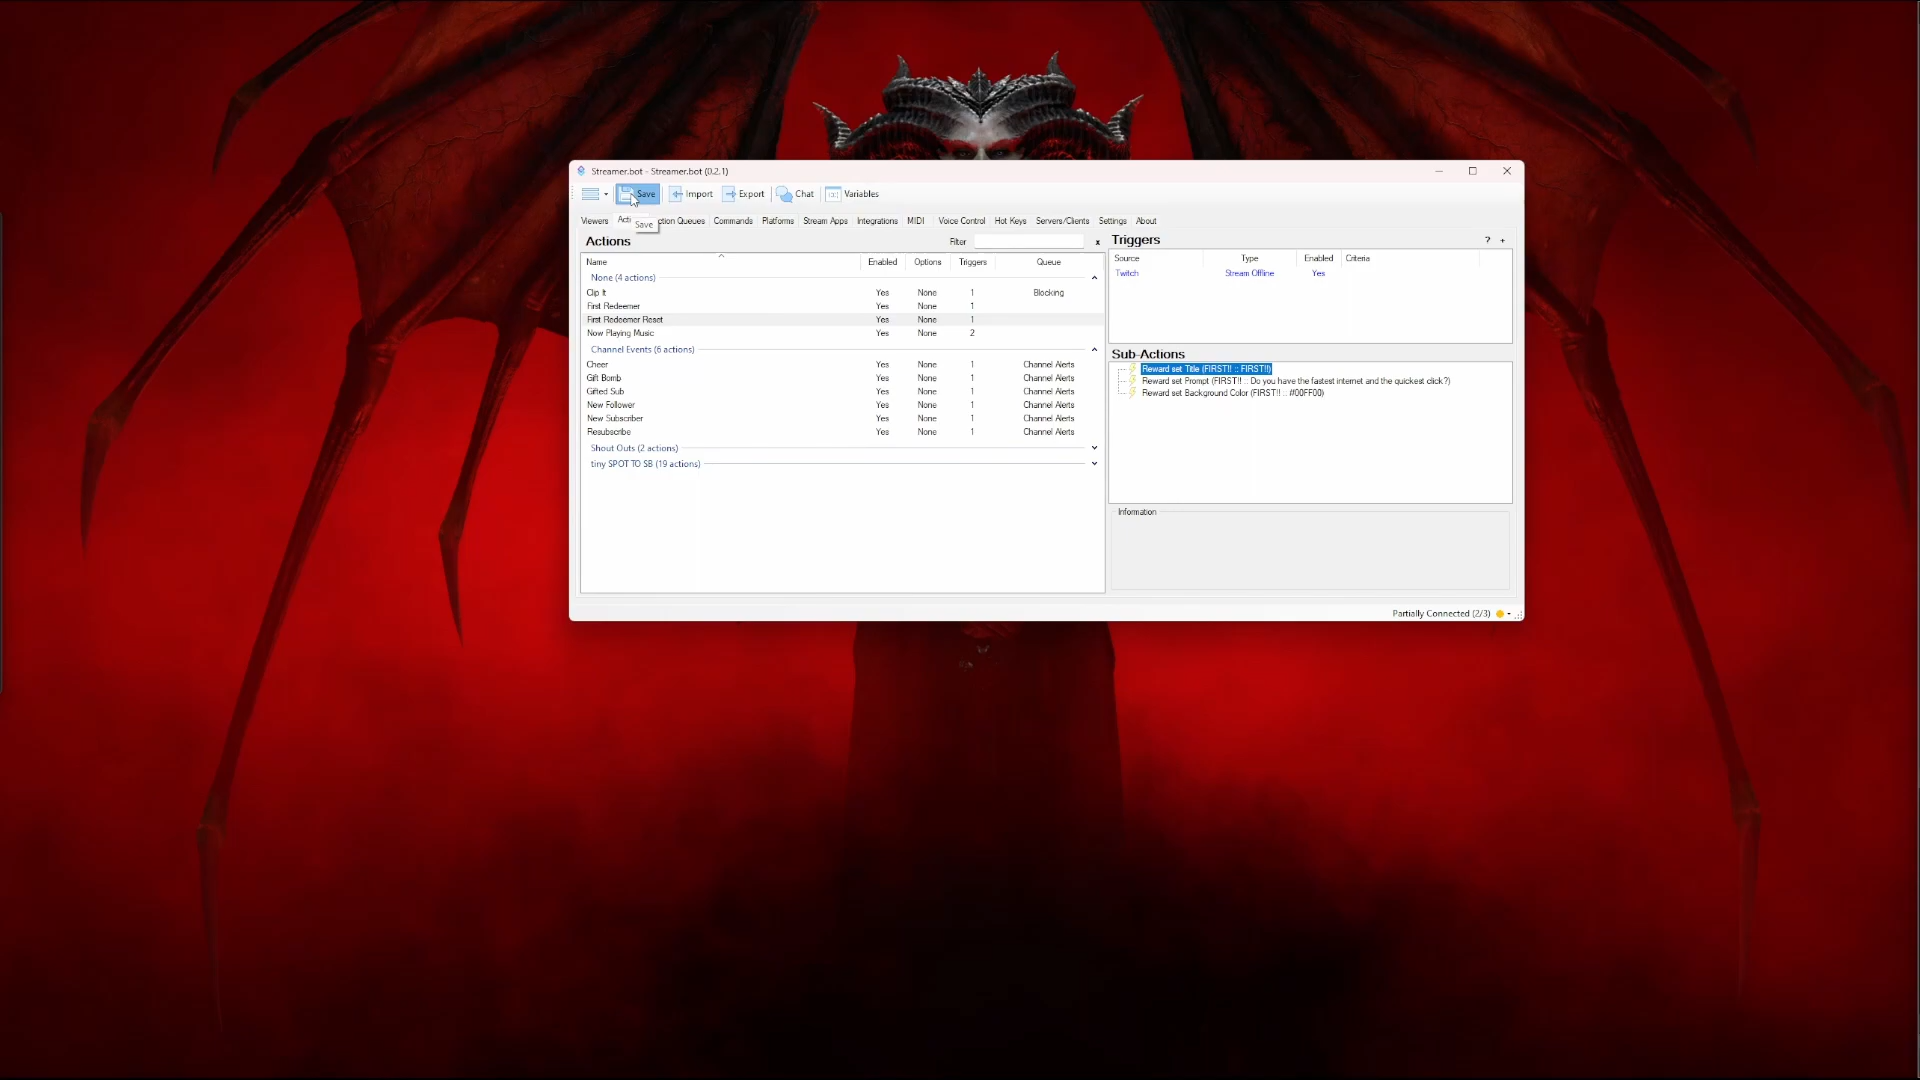 Streamer.bot - Streamer.bot (0.2.1)
Save Import Export Chat Variables
Viewers Acti ction Queues Commands Platforms Stream Apps Integrations MIDI Voice Control Hot Keys Servers/Clients Settings About
Save
Actions Filter x
Name Enabled Options Triggers Queue
None (4 actions)
Clip It Yes None 1 Blocking
First Redeemer Yes None 1
First Redeemer Reset Yes None 1
Now Playing Music Yes None 2
Channel Events (6 actions)
Cheer Yes None 1 Channel Alerts
Gift Bomb Yes None 1 Channel Alerts
Gifted Sub Yes None 1 Channel Alerts
New Follower Yes None 1 Channel Alerts
New Subscriber Yes None 1 Channel Alerts
Resubscribe Yes None 1 Channel Alerts
Shout Outs (2 actions)
tiny SPOT TO SB (19 actions)
Triggers ? +
Source Type Enabled Criteria
Twitch Stream Offline Yes
Sub-Actions
Reward set Title (FIRST!! :: FIRST!!)
Reward set Prompt (FIRST!! :: Do you have the fastest internet and the quickest click?)
Reward set Background Color (FIRST!! :: #00FF00)
Information
Partially Connected (2/3)